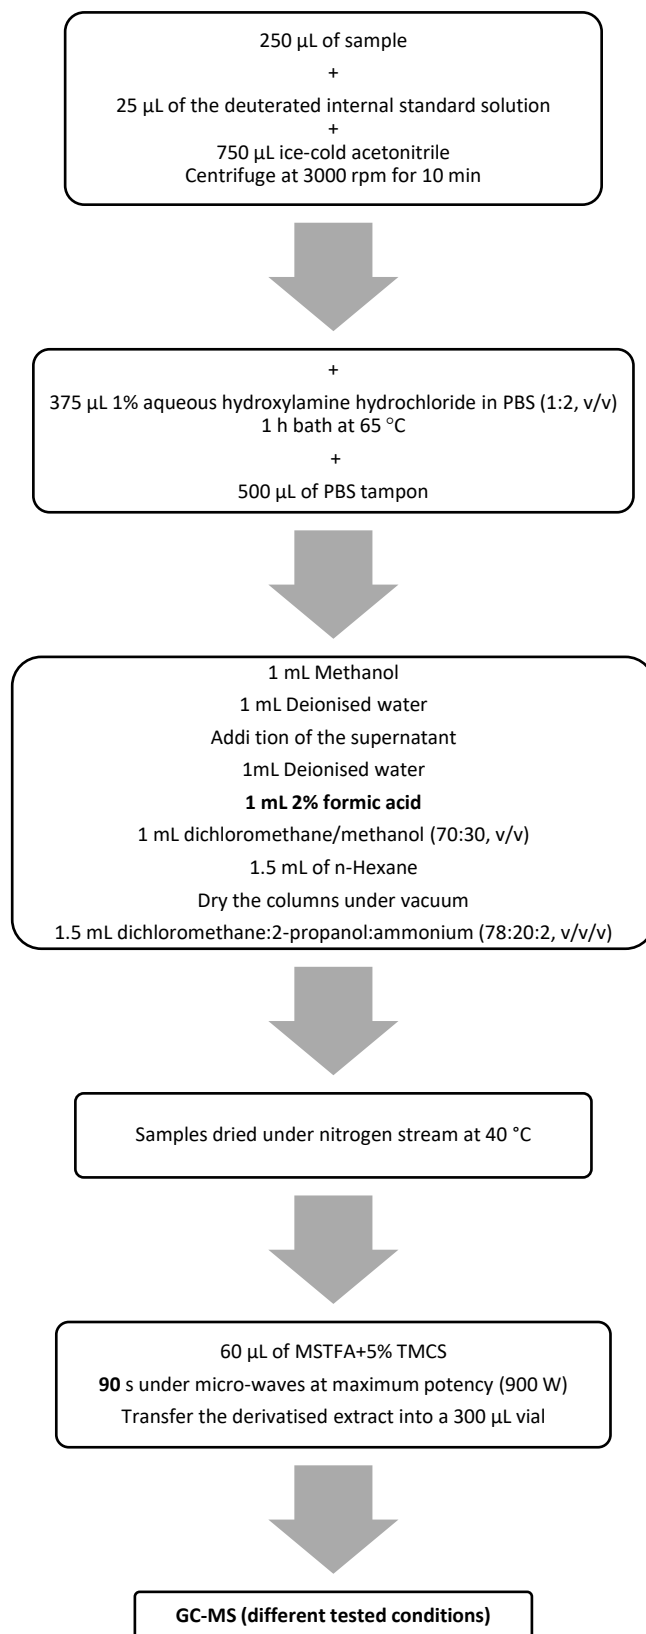 250 µL of sample
+
25 µL of the deuterated internal standard solution
+
750 µL ice-cold acetonitrile
Centrifuge at 3000 rpm for 10 min
+
375 µL 1% aqueous hydroxylamine hydrochloride in PBS (1:2, v/v)
1 h bath at 65 °C
+
500 µL of PBS tampon
1 mL Methanol
1 mL Deionised water
Addi tion of the supernatant
1mL Deionised water
1 mL 2% formic acid
1 mL dichloromethane/methanol (70:30, v/v)
1.5 mL of n-Hexane
Dry the columns under vacuum
1.5 mL dichloromethane:2-propanol:ammonium (78:20:2, v/v/v)
Samples dried under nitrogen stream at 40 °C
60 µL of MSTFA+5% TMCS
90 s under micro-waves at maximum potency (900 W)
Transfer the derivatised extract into a 300 µL vial
GC-MS (different tested conditions)